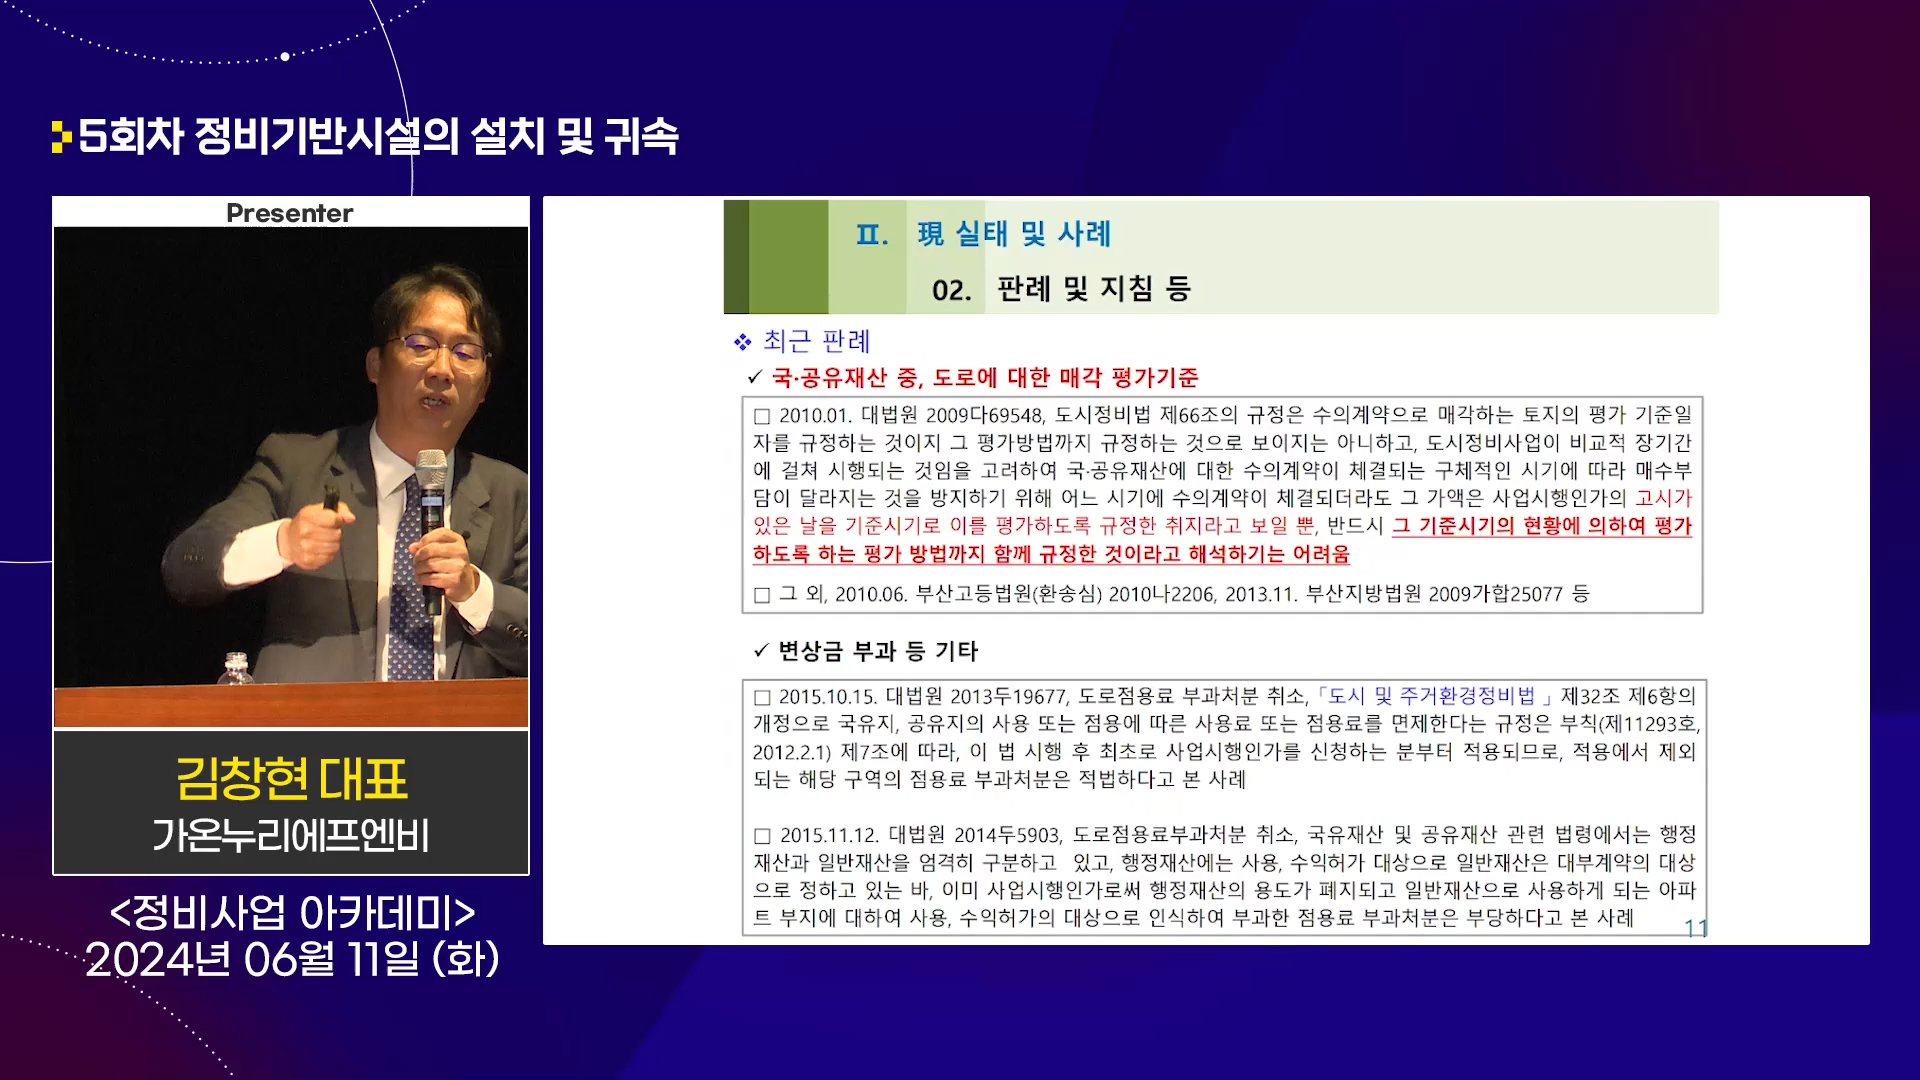 5회차 정비기반시설의 설치 및 귀속
Presenter
김창현 대표
가온누리에프엔비
<정비사업 아카데미>
2024년 06월 11일 (화)
Ⅱ. 現 실태 및 사례
02. 판례 및 지침 등
❖ 최근 판례
✓ 국·공유재산 중, 도로에 대한 매각 평가기준
□ 2010.01. 대법원 2009다69548, 도시정비법 제66조의 규정은 수의계약으로 매각하는 토지의 평가 기준일
자를 규정하는 것이지 그 평가방법까지 규정하는 것으로 보이지는 아니하고, 도시정비사업이 비교적 장기간
에 걸쳐 시행되는 것임을 고려하여 국·공유재산에 대한 수의계약이 체결되는 구체적인 시기에 따라 매수부
담이 달라지는 것을 방지하기 위해 어느 시기에 수의계약이 체결되더라도 그 가액은 사업시행인가의 고시가
있은 날을 기준시기로 이를 평가하도록 규정한 취지라고 보일 뿐, 반드시 그 기준시기의 현황에 의하여 평가
하도록 하는 평가 방법까지 함께 규정한 것이라고 해석하기는 어려움
□ 그 외, 2010.06. 부산고등법원(환송심) 2010나2206, 2013.11. 부산지방법원 2009가합25077 등
✓ 변상금 부과 등 기타
□ 2015.10.15. 대법원 2013두19677, 도로점용료 부과처분 취소, 「도시 및 주거환경정비법 」 제32조 제6항의
개정으로 국유지, 공유지의 사용 또는 점용에 따른 사용료 또는 점용료를 면제한다는 규정은 부칙(제11293호,
2012.2.1) 제7조에 따라, 이 법 시행 후 최초로 사업시행인가를 신청하는 분부터 적용되므로, 적용에서 제외
되는 해당 구역의 점용료 부과처분은 적법하다고 본 사례
□ 2015.11.12. 대법원 2014두5903, 도로점용료부과처분 취소, 국유재산 및 공유재산 관련 법령에서는 행정
재산과 일반재산을 엄격히 구분하고 있고, 행정재산에는 사용, 수익허가 대상으로 일반재산은 대부계약의 대상
으로 정하고 있는 바, 이미 사업시행인가로써 행정재산의 용도가 폐지되고 일반재산으로 사용하게 되는 아파
트 부지에 대하여 사용, 수익허가의 대상으로 인식하여 부과한 점용료 부과처분은 부당하다고 본 사례
11